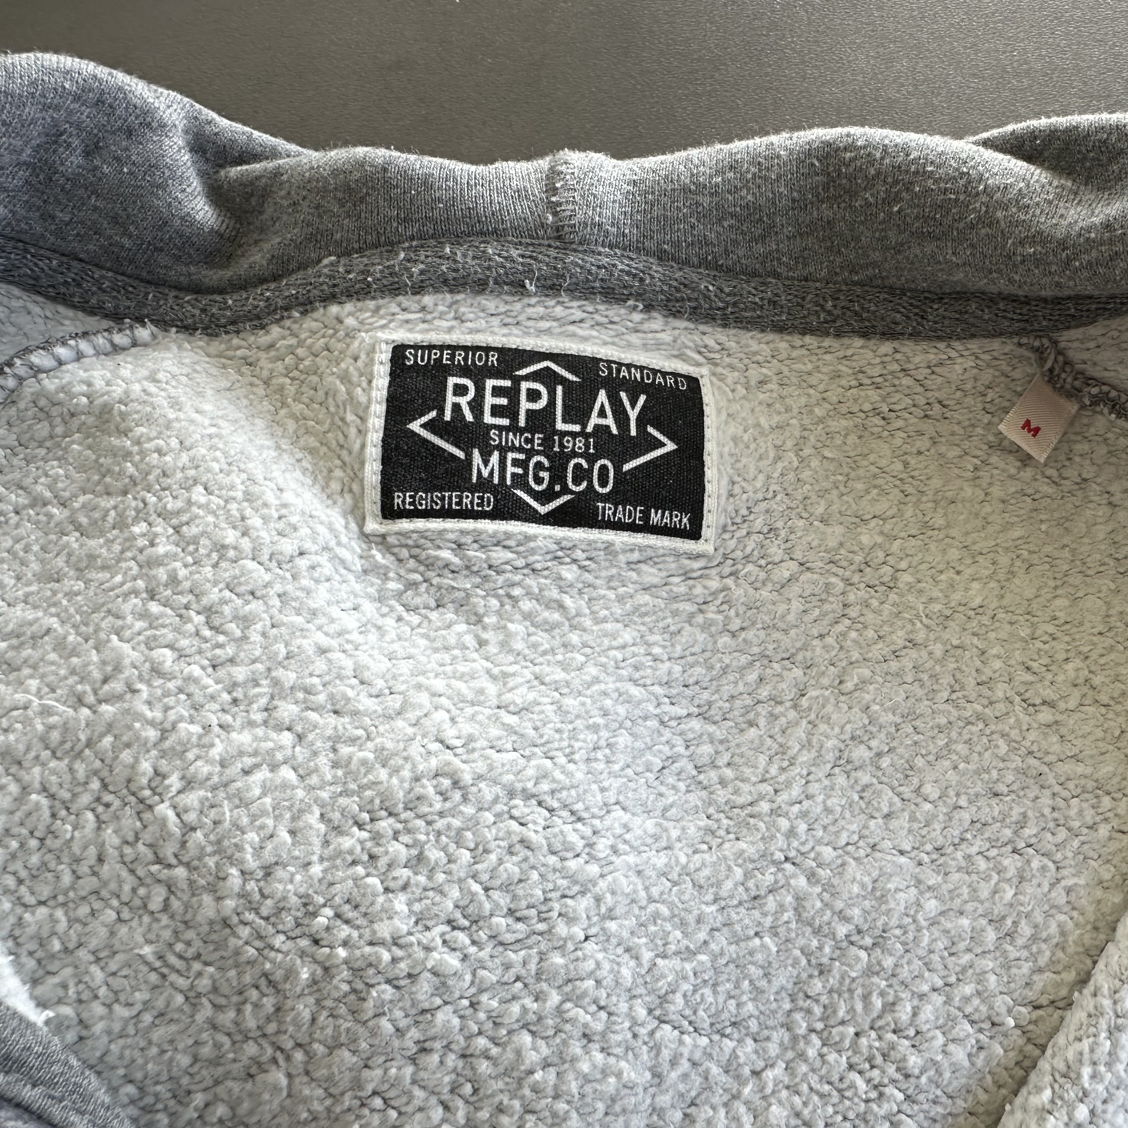 SUPERIOR STANDARD
REPLAY
SINCE 1981
MFG.CO
REGISTERED TRADE MARK
M